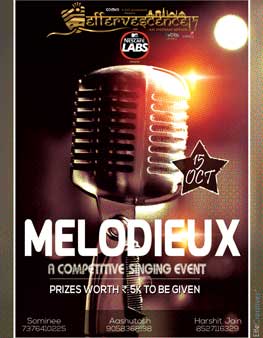 effervescence
MTV
NESCAFÉ
LABS
15
OCT
MELODIEUX
A COMPETITIVE SINGING EVENT
PRIZES WORTH ₹ 5K TO BE GIVEN
Sominee Aashutosh Harshit Jain
7376410225 9058368198 8527116329